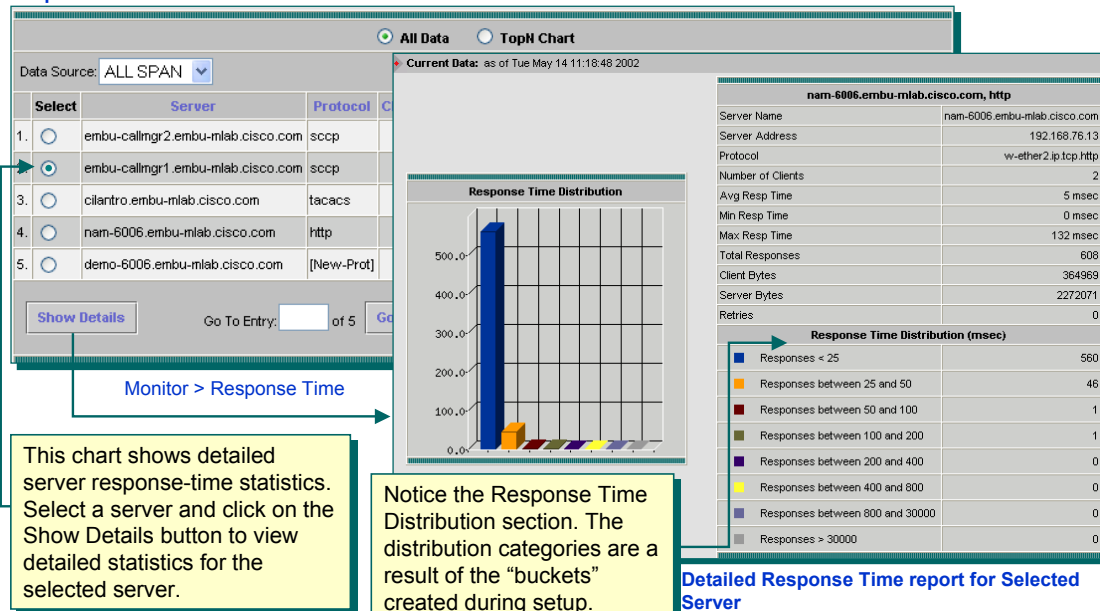 All Data TopN Chart
Data Source: ALL SPAN
Select Server Protocol
1. embu-callmgr2.embu-mlab.cisco.com sccp
embu-callmgr1.embu-mlab.cisco.com sccp
3. cilantro.embu-mlab.cisco.com tacacs
4. nam-6006.embu-mlab.cisco.com http
5. demo-6006.embu-mlab.cisco.com [New-Prot]
Show Details Go To Entry: of 5
Monitor > Response Time
Current Data: as of Tue May 14 11:18:48 2002
Response Time Distribution
500.0
400.0
300.0
200.0
100.0
0.0
nam-6006.embu-mlab.cisco.com, http
Server Name nam-6006.embu-mlab.cisco.com
Server Address 192.168.76.13
Protocol w-ether2.ip.tcp.http
Number of Clients 2
Avg Resp Time 5 msec
Min Resp Time 0 msec
Max Resp Time 132 msec
Total Responses 608
Client Bytes 364969
Server Bytes 2272071
Retries 0
Response Time Distribution (msec)
Responses < 25 560
Responses between 25 and 50 46
Responses between 50 and 100 1
Responses between 100 and 200 1
Responses between 200 and 400 0
Responses between 400 and 800 0
Responses between 800 and 30000 0
Responses > 30000 0
This chart shows detailed
server response-time statistics.
Select a server and click on the
Show Details button to view
detailed statistics for the
selected server.
Notice the Response Time
Distribution section. The
distribution categories are a
result of the “buckets”
created during setup.
Detailed Response Time report for Selected
Server